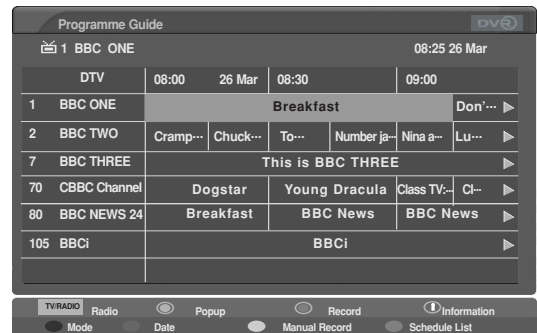 Programme Guide DVR
1 BBC ONE 08:25 26 Mar
DTV 08:00 26 Mar 08:30 09:00
1 BBC ONE Breakfast Don'···
2 BBC TWO Cramp··· Chuck··· To··· Number ja··· Nina a··· Lu···
7 BBC THREE This is BBC THREE
70 CBBC Channel Dogstar Young Dracula Class TV:··· Cl···
80 BBC NEWS 24 Breakfast BBC News BBC News
105 BBCi BBCi
TV/RADIO Radio Popup Record Information
Mode Date Manual Record Schedule List